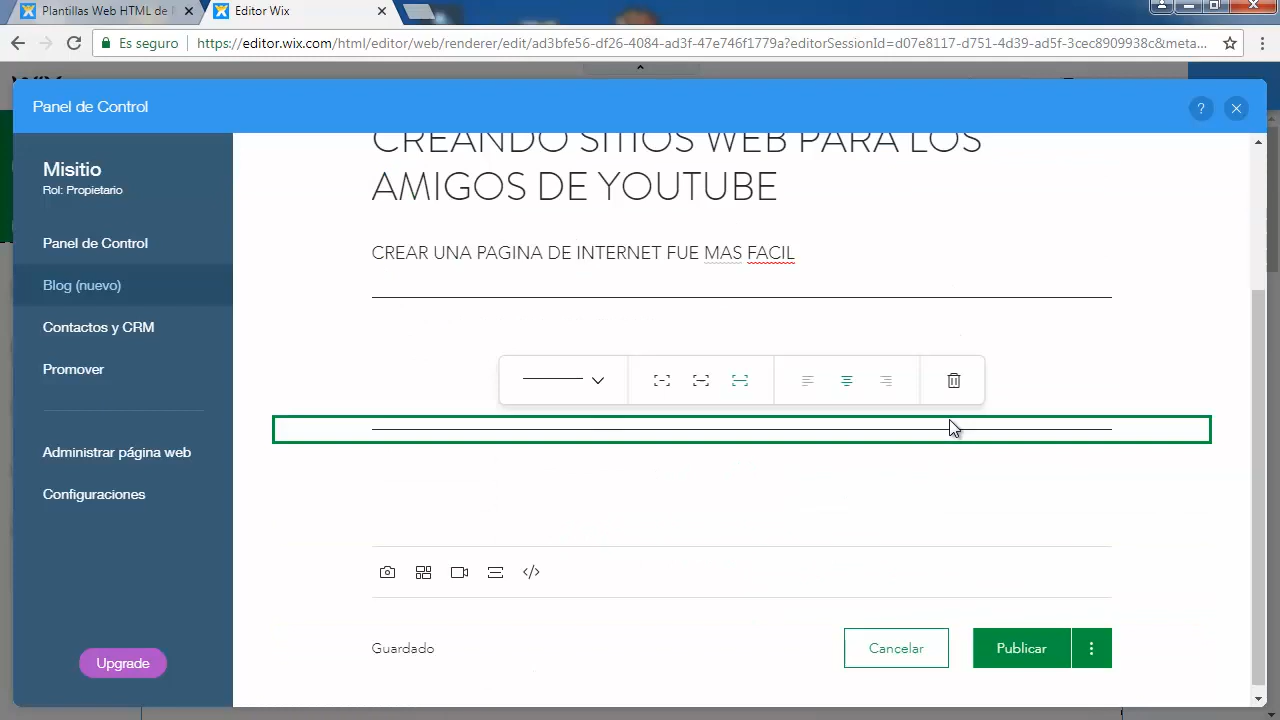 Plantillas Web HTML de
Editor Wix
Es seguro
https://editor.wix.com/html/editor/web/renderer/edit/ad3bfe56-df26-4084-ad3f-47e746f1779a?editorSessionId=d07e8117-d751-4d39-ad5f-3cec8909938c&meta...
Panel de Control
?
Misitio
Rol: Propietario
Panel de Control
Blog (nuevo)
Contactos y CRM
Promover
Administrar página web
Configuraciones
Upgrade
CREANDO SITIOS WEB PARA LOS
AMIGOS DE YOUTUBE
CREAR UNA PAGINA DE INTERNET FUE MAS FACIL
Guardado
Cancelar
Publicar